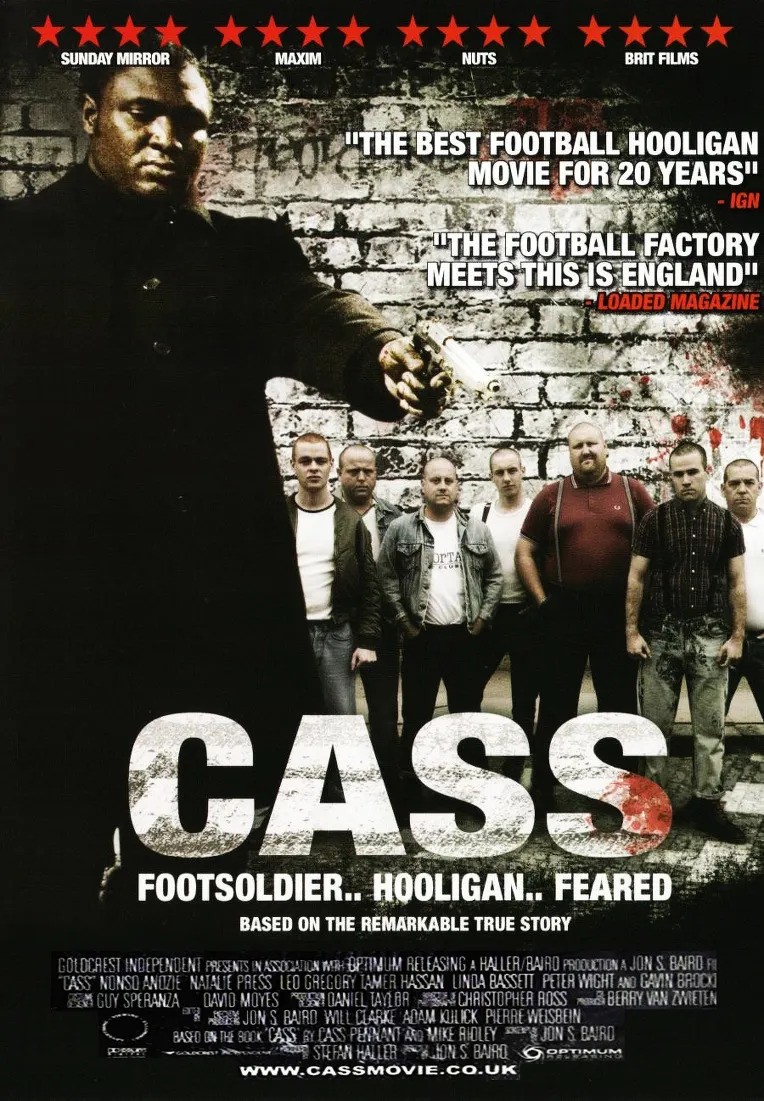 SUNDAY MIRROR
MAXIM
NUTS
BRIT FILMS
"THE BEST FOOTBALL HOOLIGAN
MOVIE FOR 20 YEARS"
- IGN
"THE FOOTBALL FACTORY
MEETS THIS IS ENGLAND"
- LOADED MAGAZINE
CASS
FOOTSOLDIER.. HOOLIGAN.. FEARED
BASED ON THE REMARKABLE TRUE STORY
GOLDCREST INDEPENDENT PRESENTS IN ASSOCIATION WITH OPTIMUM RELEASING A HALLER/BAIRD PRODUCTION A JON S. BAIRD
"CASS" NONSO ANOZIE NATALIE PRESS LEO GREGORY TAMER HASSAN LINDA BASSETT PETER WIGHT AND GAVIN BROCK
GUY SPERANZA DAVID MOYES DANIEL TAYLOR CHRISTOPHER ROSS BERRY VAN ZWIETEN
JON S. BAIRD WILL CLARKE ADAM KULICK PIERRE WEISBEIN
BASED ON THE BOOK "CASS" BY CASS PENNANT AND MIKE RIDLEY JON S. BAIRD
STEFAN HALLER JON S. BAIRD OPTIMUM
RELEASING
WWW.CASSMOVIE.CO.UK